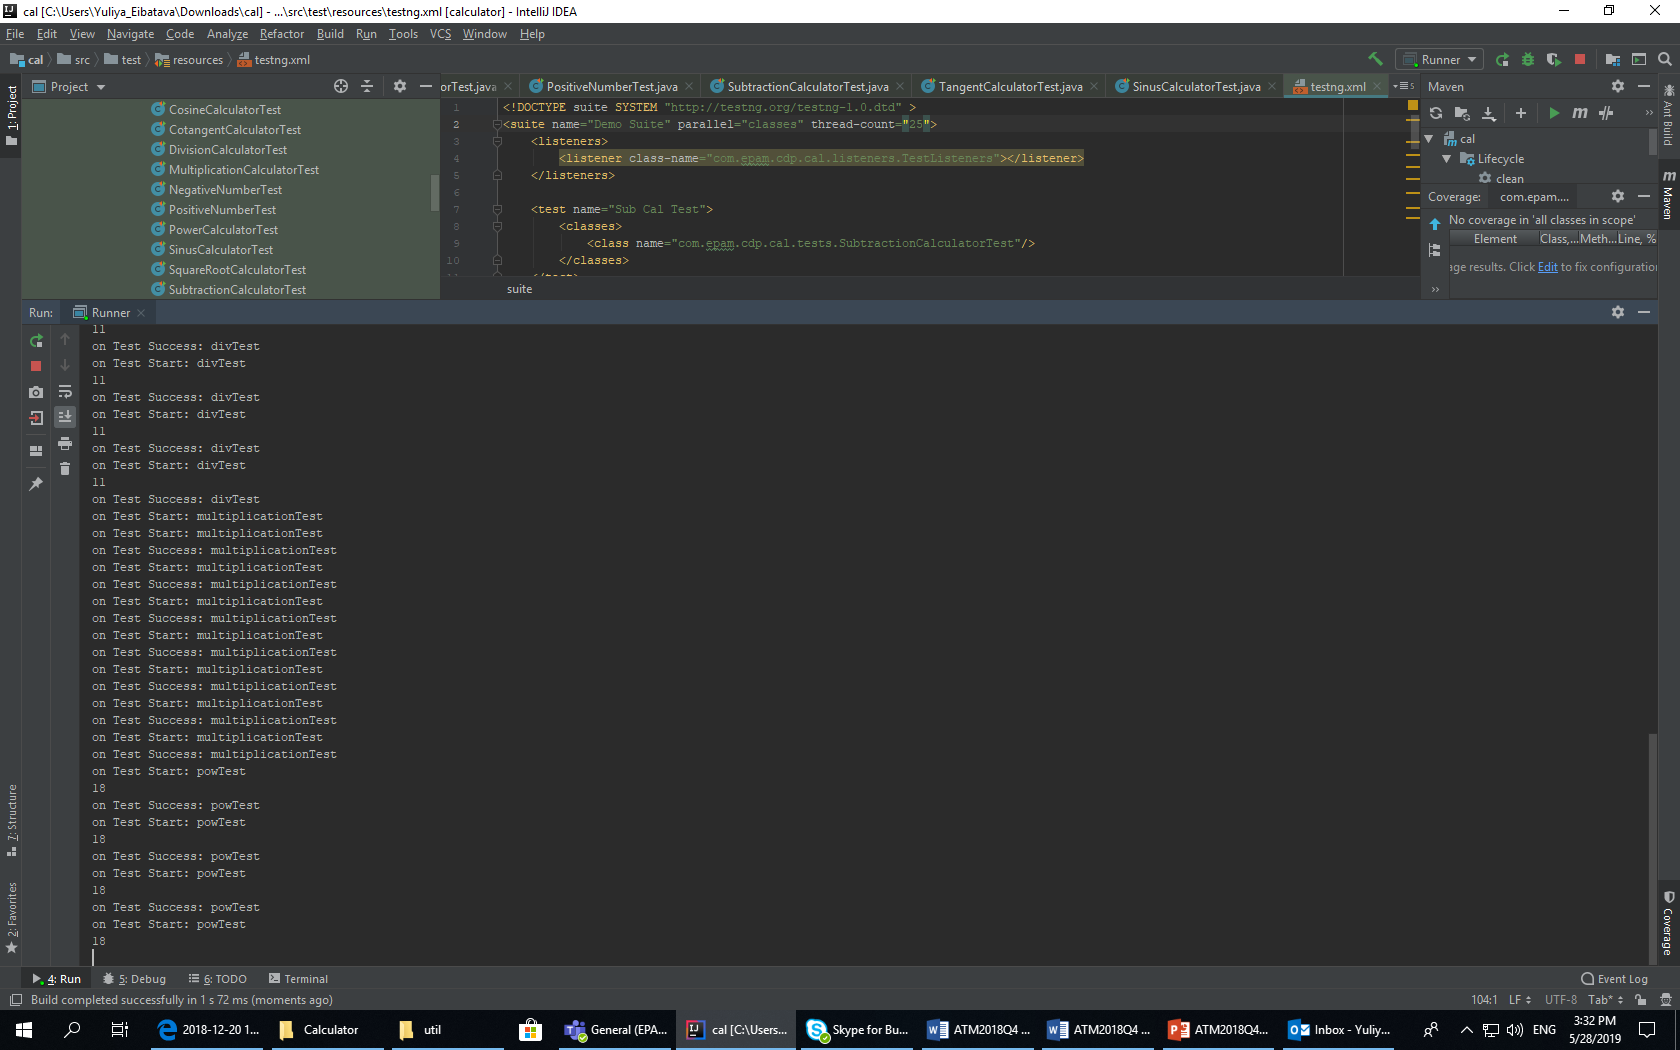 cal [C:\Users\Yuliya_Eibatava\Downloads\cal] - ...\src\test\resources\testng.xml [calculator] - IntelliJ IDEA
File Edit View Navigate Code Analyze Refactor Build Run Tools VCS Window Help
cal src test resources testng.xml Runner
Project orTest.java PositiveNumberTest.java SubtractionCalculatorTest.java TangentCalculatorTest.java SinusCalculatorTest.java testng.xml Maven
CosineCalculatorTest
CotangentCalculatorTest
DivisionCalculatorTest
MultiplicationCalculatorTest
NegativeNumberTest
PositiveNumberTest
PowerCalculatorTest
SinusCalculatorTest
SquareRootCalculatorTest
SubtractionCalculatorTest
1 <!DOCTYPE suite SYSTEM "http://testng.org/testng-1.0.dtd" >
2 <suite name="Demo Suite" parallel="classes" thread-count="25">
3 <listeners>
4 <listener class-name="com.epam.cdp.cal.listeners.TestListeners"></listener>
5 </listeners>
6
7 <test name="Sub Cal Test">
8 <classes>
9 <class name="com.epam.cdp.cal.tests.SubtractionCalculatorTest"/>
10 </classes>
suite
cal
Lifecycle
clean
Coverage: com.epam....
No coverage in 'all classes in scope'
Element Class,... Meth... Line, %
age results. Click Edit to fix configuration
1: Project
7: Structure
2: Favorites
Ant Build
Maven
Coverage
Run: Runner
11
on Test Success: divTest
on Test Start: divTest
11
on Test Success: divTest
on Test Start: divTest
11
on Test Success: divTest
on Test Start: divTest
11
on Test Success: divTest
on Test Start: multiplicationTest
on Test Start: multiplicationTest
on Test Success: multiplicationTest
on Test Start: multiplicationTest
on Test Success: multiplicationTest
on Test Start: multiplicationTest
on Test Success: multiplicationTest
on Test Start: multiplicationTest
on Test Success: multiplicationTest
on Test Start: multiplicationTest
on Test Success: multiplicationTest
on Test Start: multiplicationTest
on Test Success: multiplicationTest
on Test Start: multiplicationTest
on Test Success: multiplicationTest
on Test Start: powTest
18
on Test Success: powTest
on Test Start: powTest
18
on Test Success: powTest
on Test Start: powTest
18
on Test Success: powTest
on Test Start: powTest
18
4: Run 5: Debug 6: TODO Terminal Event Log
Build completed successfully in 1 s 72 ms (moments ago) 104:1 LF UTF-8 Tab*
2018-12-20 1... Calculator util General (EPA... cal [C:\Users... Skype for Bu... ATM2018Q4 ... ATM2018Q4 ... ATM2018Q4... Inbox - Yuliy... ENG
3:32 PM
5/28/2019